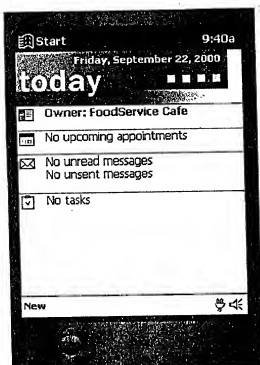 Start 9:40a
Friday, September 22, 2000
today
Owner: FoodService Cafe
No upcoming appointments
No unread messages
No unsent messages
No tasks
New